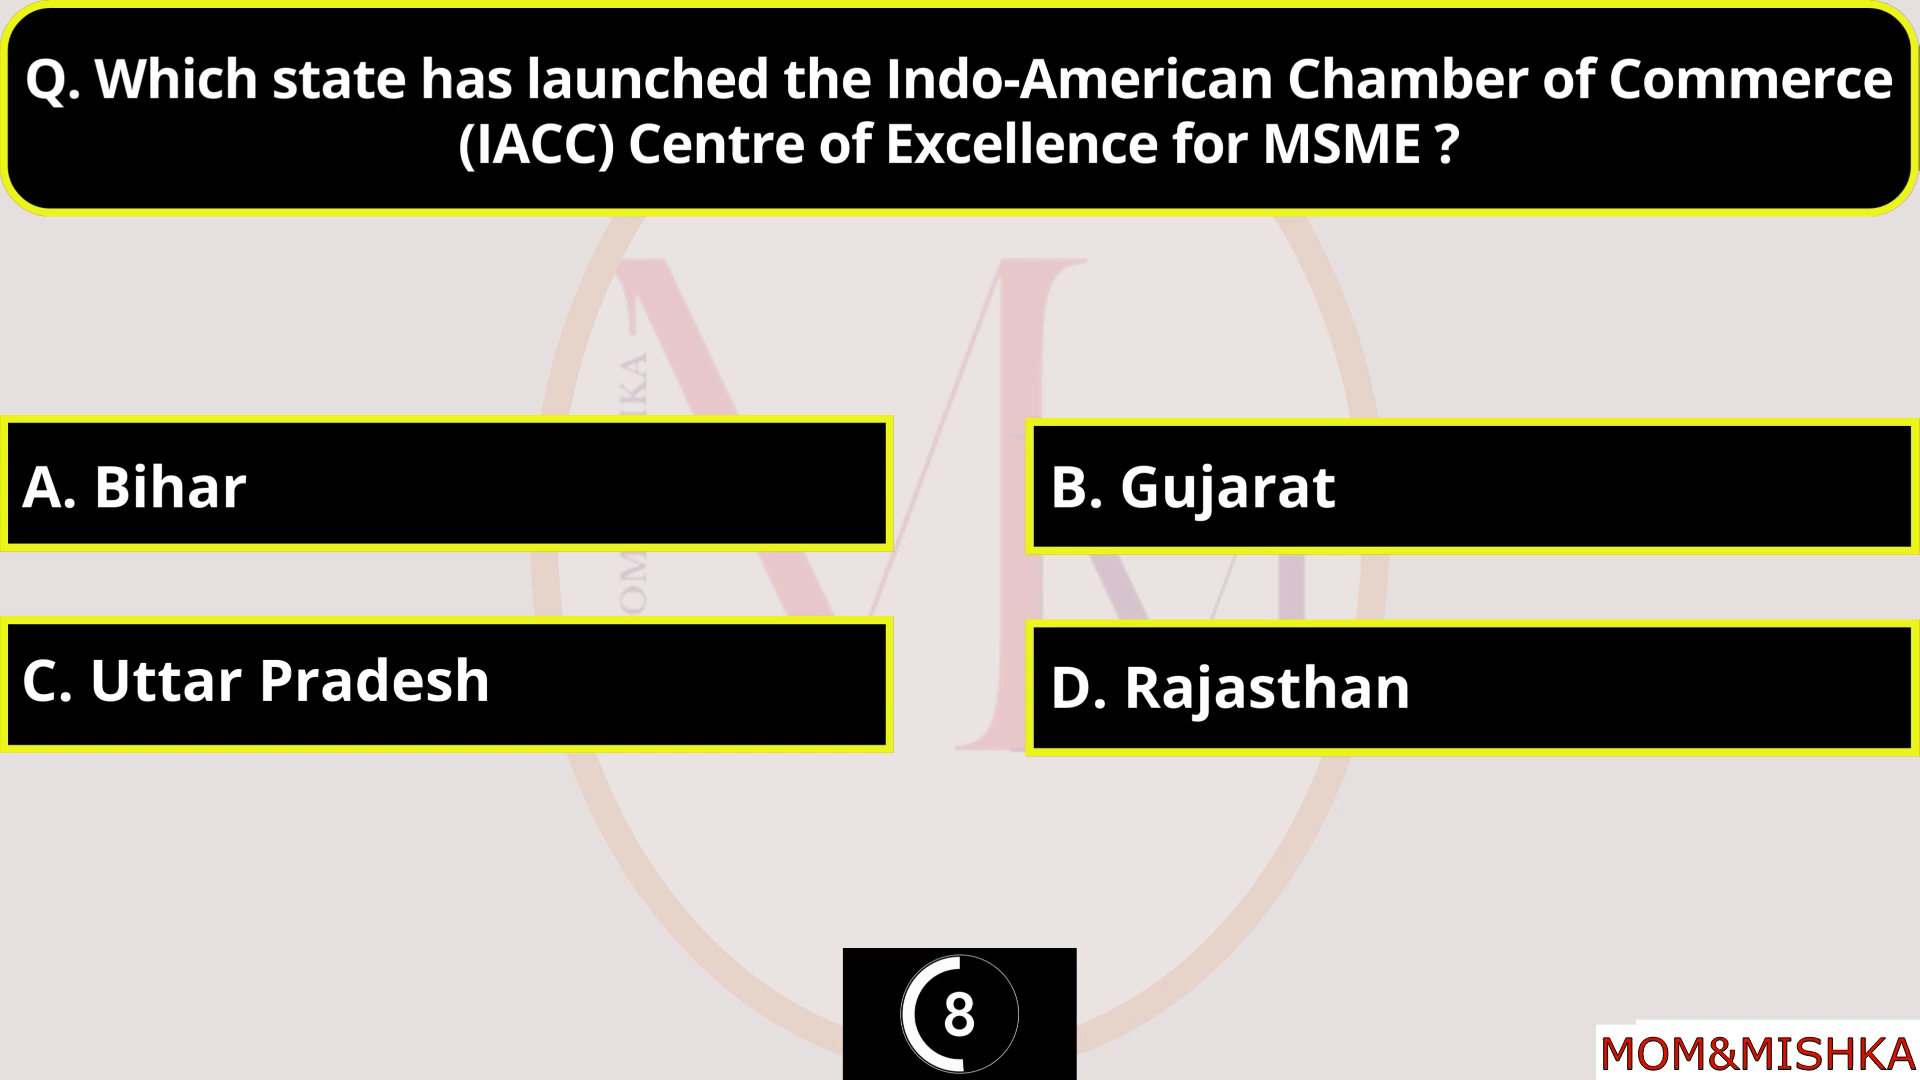 Q. Which state has launched the Indo-American Chamber of Commerce
(IACC) Centre of Excellence for MSME ?
A. Bihar
B. Gujarat
C. Uttar Pradesh
D. Rajasthan
8
MOM&MISHKA